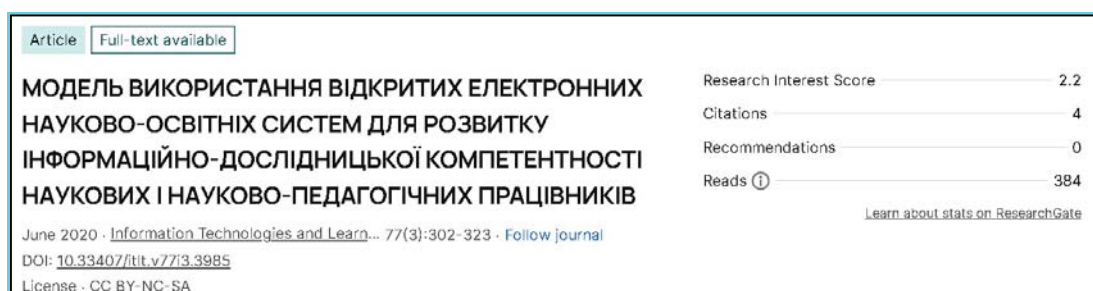 Article Full-text available
МОДЕЛЬ ВИКОРИСТАННЯ ВІДКРИТИХ ЕЛЕКТРОННИХ
НАУКОВО-ОСВІТНІХ СИСТЕМ ДЛЯ РОЗВИТКУ
ІНФОРМАЦІЙНО-ДОСЛІДНИЦЬКОЇ КОМПЕТЕНТНОСТІ
НАУКОВИХ І НАУКОВО-ПЕДАГОГІЧНИХ ПРАЦІВНИКІВ
June 2020 · Information Technologies and Learn... 77(3):302-323 · Follow journal
DOI: 10.33407/itlt.v77i3.3985
License · CC BY-NC-SA
Research Interest Score 2.2
Citations 4
Recommendations 0
Reads 384
Learn about stats on ResearchGate